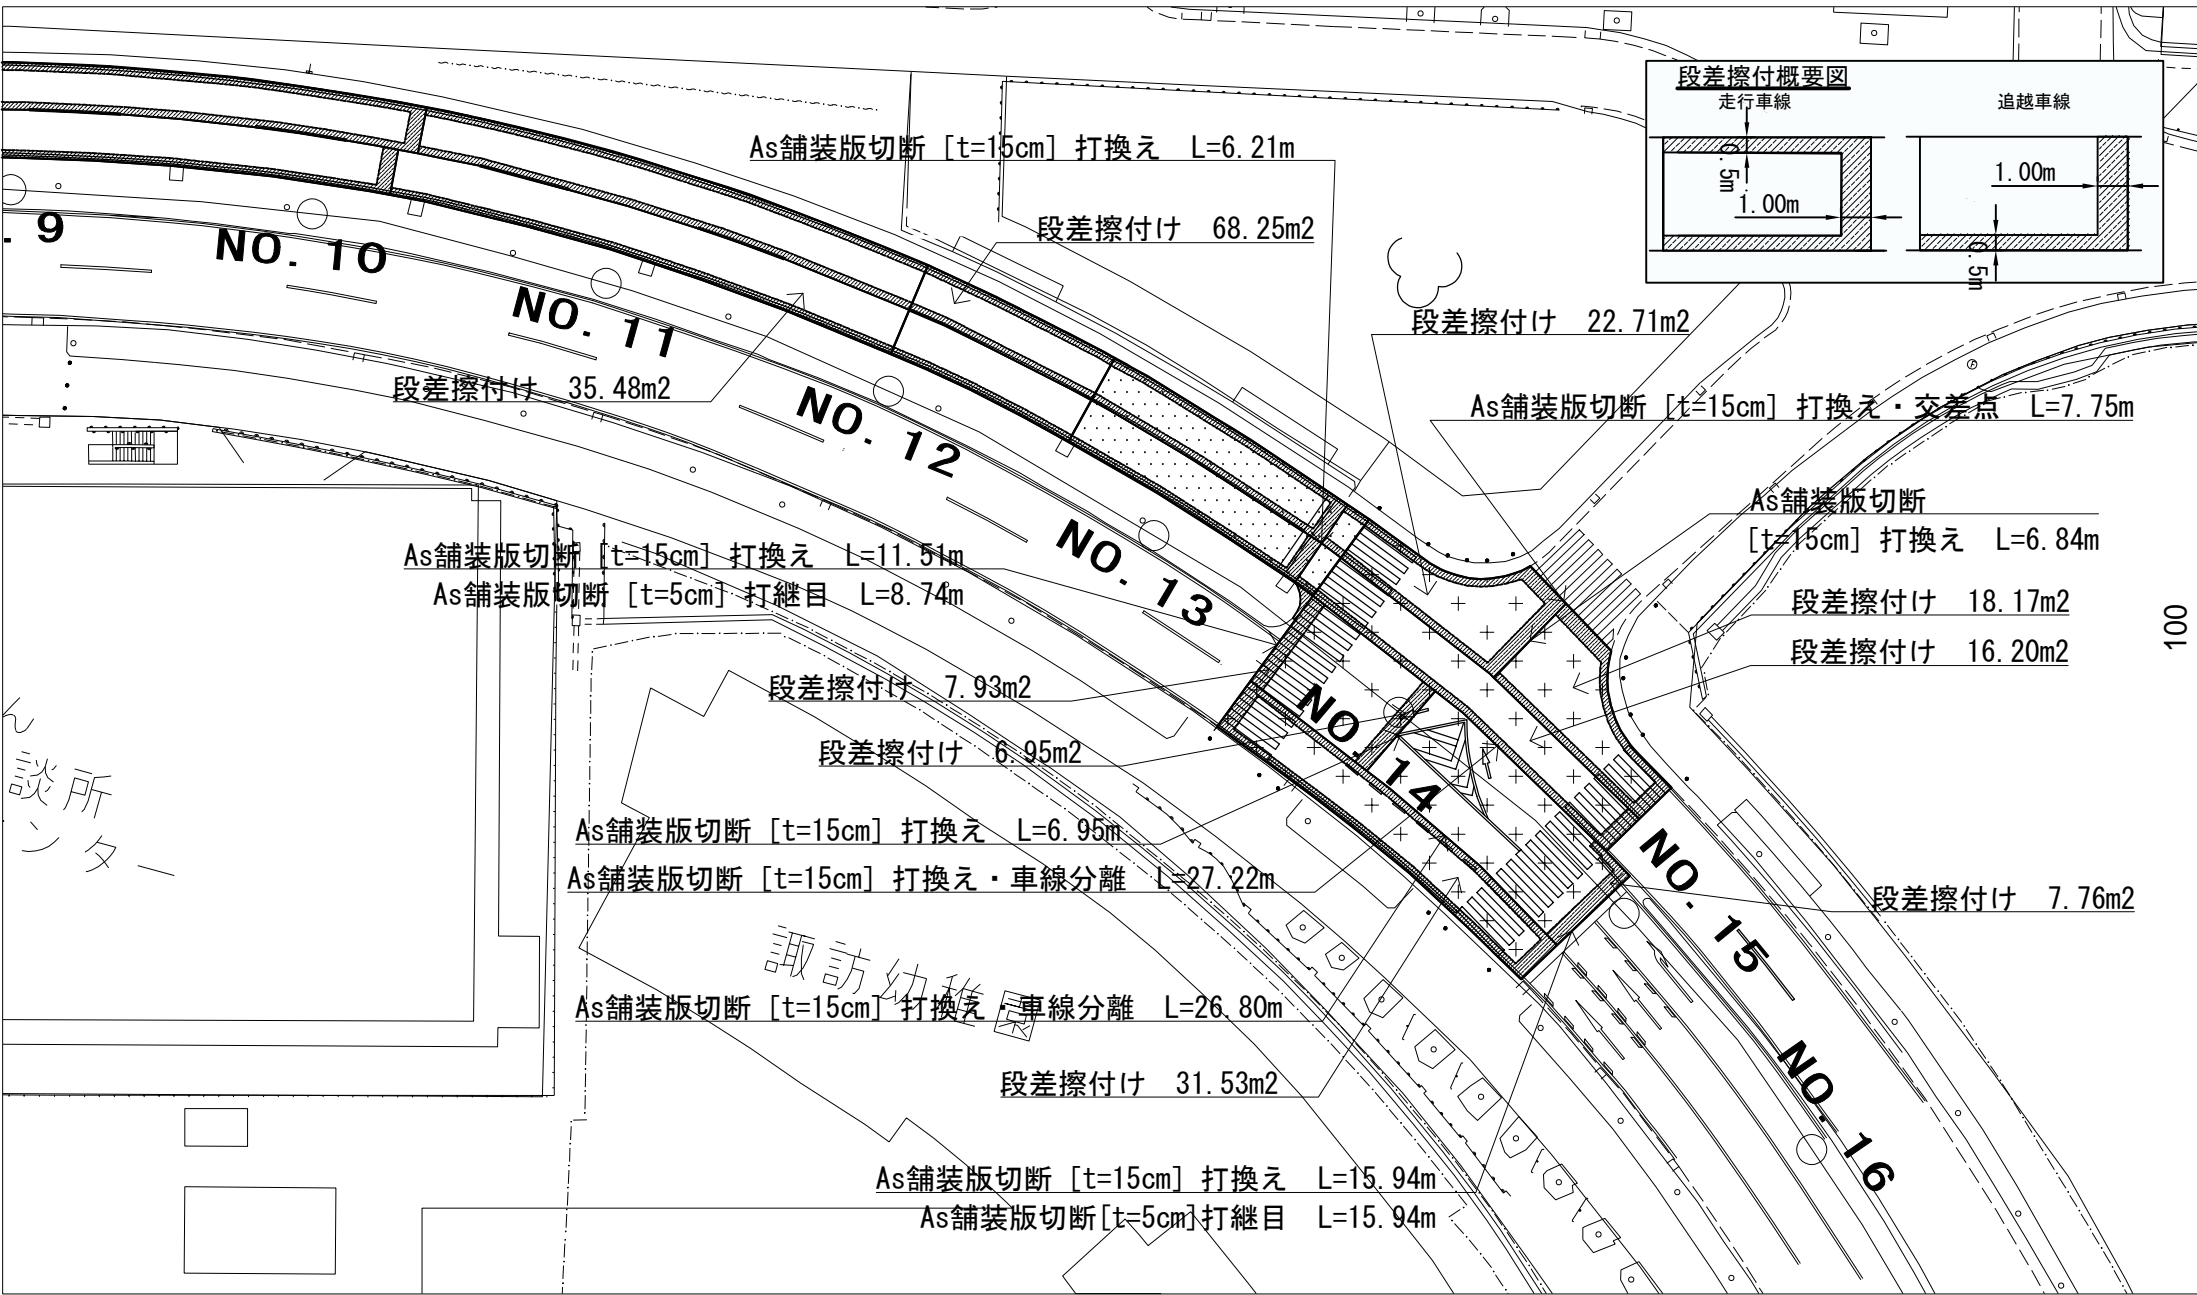 段差擦付概要図
走行車線
追越車線
0.5m
1.00m
1.00m
0.5m
As舗装版切断 [t=15cm] 打換え L=6.21m
段差擦付け 68.25m2
段差擦付け 22.71m2
段差擦付け 35.48m2
As舗装版切断 [t=15cm] 打換え・交差点 L=7.75m
As舗装版切断
[t=15cm] 打換え L=6.84m
As舗装版切断 [t=15cm] 打換え L=11.51m
As舗装版切断 [t=5cm] 打継目 L=8.74m
段差擦付け 18.17m2
段差擦付け 16.20m2
段差擦付け 7.93m2
段差擦付け 6.95m2
As舗装版切断 [t=15cm] 打換え L=6.95m
As舗装版切断 [t=15cm] 打換え・車線分離 L=27.22m
段差擦付け 7.76m2
As舗装版切断 [t=15cm] 打換え・車線分離 L=26.80m
段差擦付け 31.53m2
As舗装版切断 [t=15cm] 打換え L=15.94m
As舗装版切断[t=5cm]打継目 L=15.94m
.9
NO.10
NO.11
NO.12
NO.13
NO.14
NO.15
NO.16
100
ん
談所
ンター
諏訪幼稚園